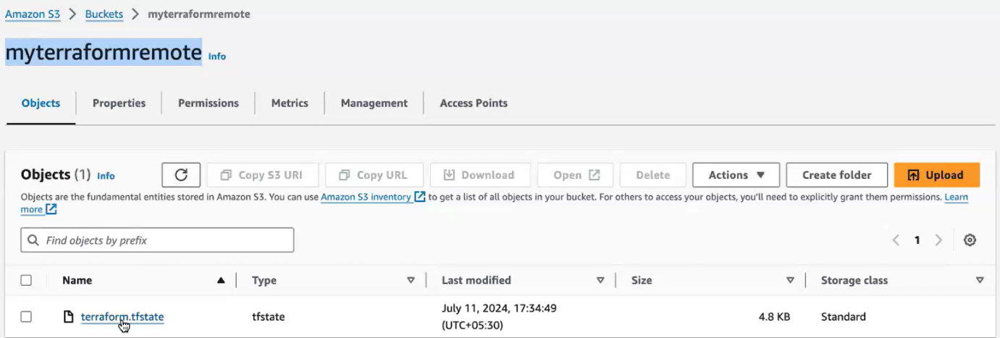 Amazon S3 > Buckets > myterraformremote
myterraformremote Info
Objects Properties Permissions Metrics Management Access Points
Objects (1) Info Copy S3 URI Copy URL Download Open Delete Actions Create folder Upload
Objects are the fundamental entities stored in Amazon S3. You can use Amazon S3 inventory to get a list of all objects in your bucket. For others to access your objects, you'll need to explicitly grant them permissions. Learn
more
Find objects by prefix 1
Name Type Last modified Size Storage class
terraform.tfstate tfstate July 11, 2024, 17:34:49 4.8 KB Standard
(UTC+05:30)